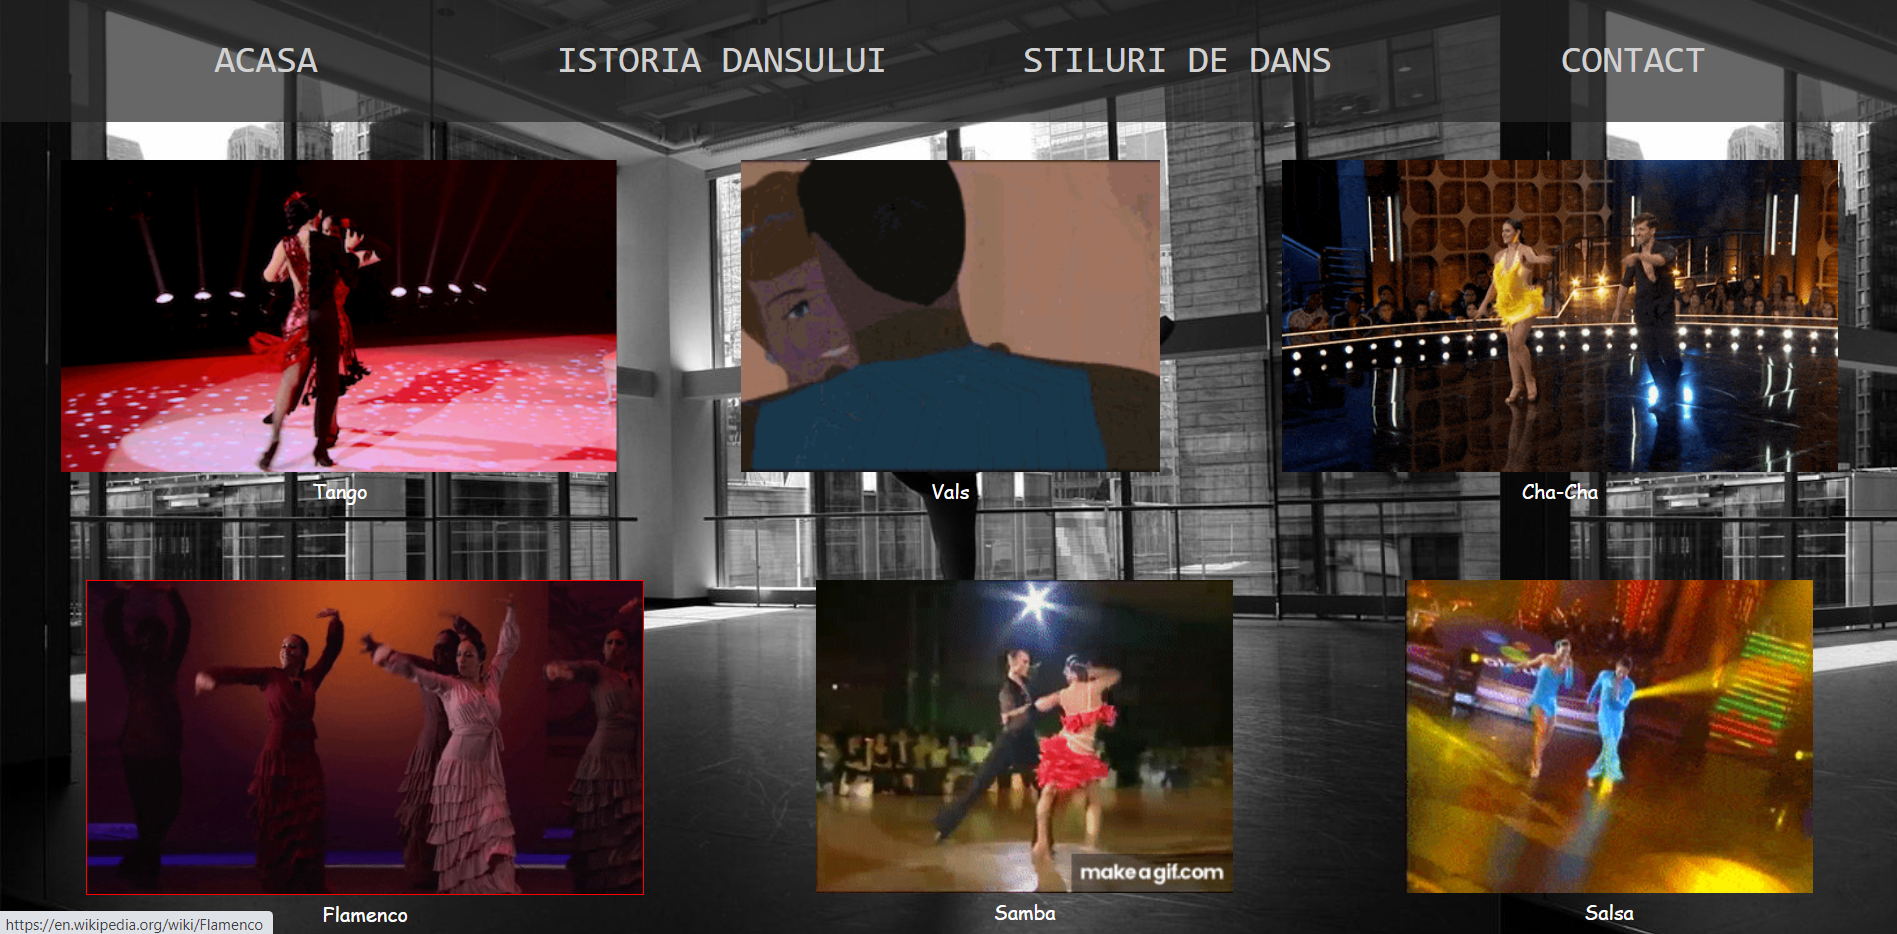 ACASA ISTORIA DANSULUI STILURI DE DANS CONTACT
Tango Vals Cha-Cha
makeagif.com
Flamenco Samba Salsa
https://en.wikipedia.org/wiki/Flamenco